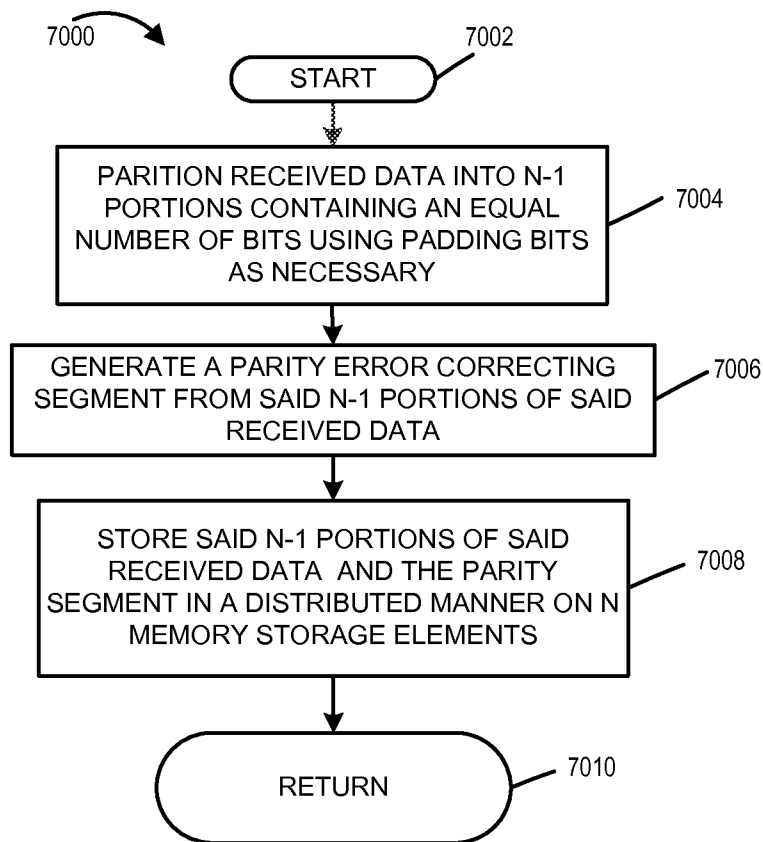 7000
7002
START
PARITION RECEIVED DATA INTO N-1
PORTIONS CONTAINING AN EQUAL
NUMBER OF BITS USING PADDING BITS
AS NECESSARY
7004
GENERATE A PARITY ERROR CORRECTING
SEGMENT FROM SAID N-1 PORTIONS OF SAID
RECEIVED DATA
7006
STORE SAID N-1 PORTIONS OF SAID
RECEIVED DATA AND THE PARITY
SEGMENT IN A DISTRIBUTED MANNER ON N
MEMORY STORAGE ELEMENTS
7008
RETURN
7010